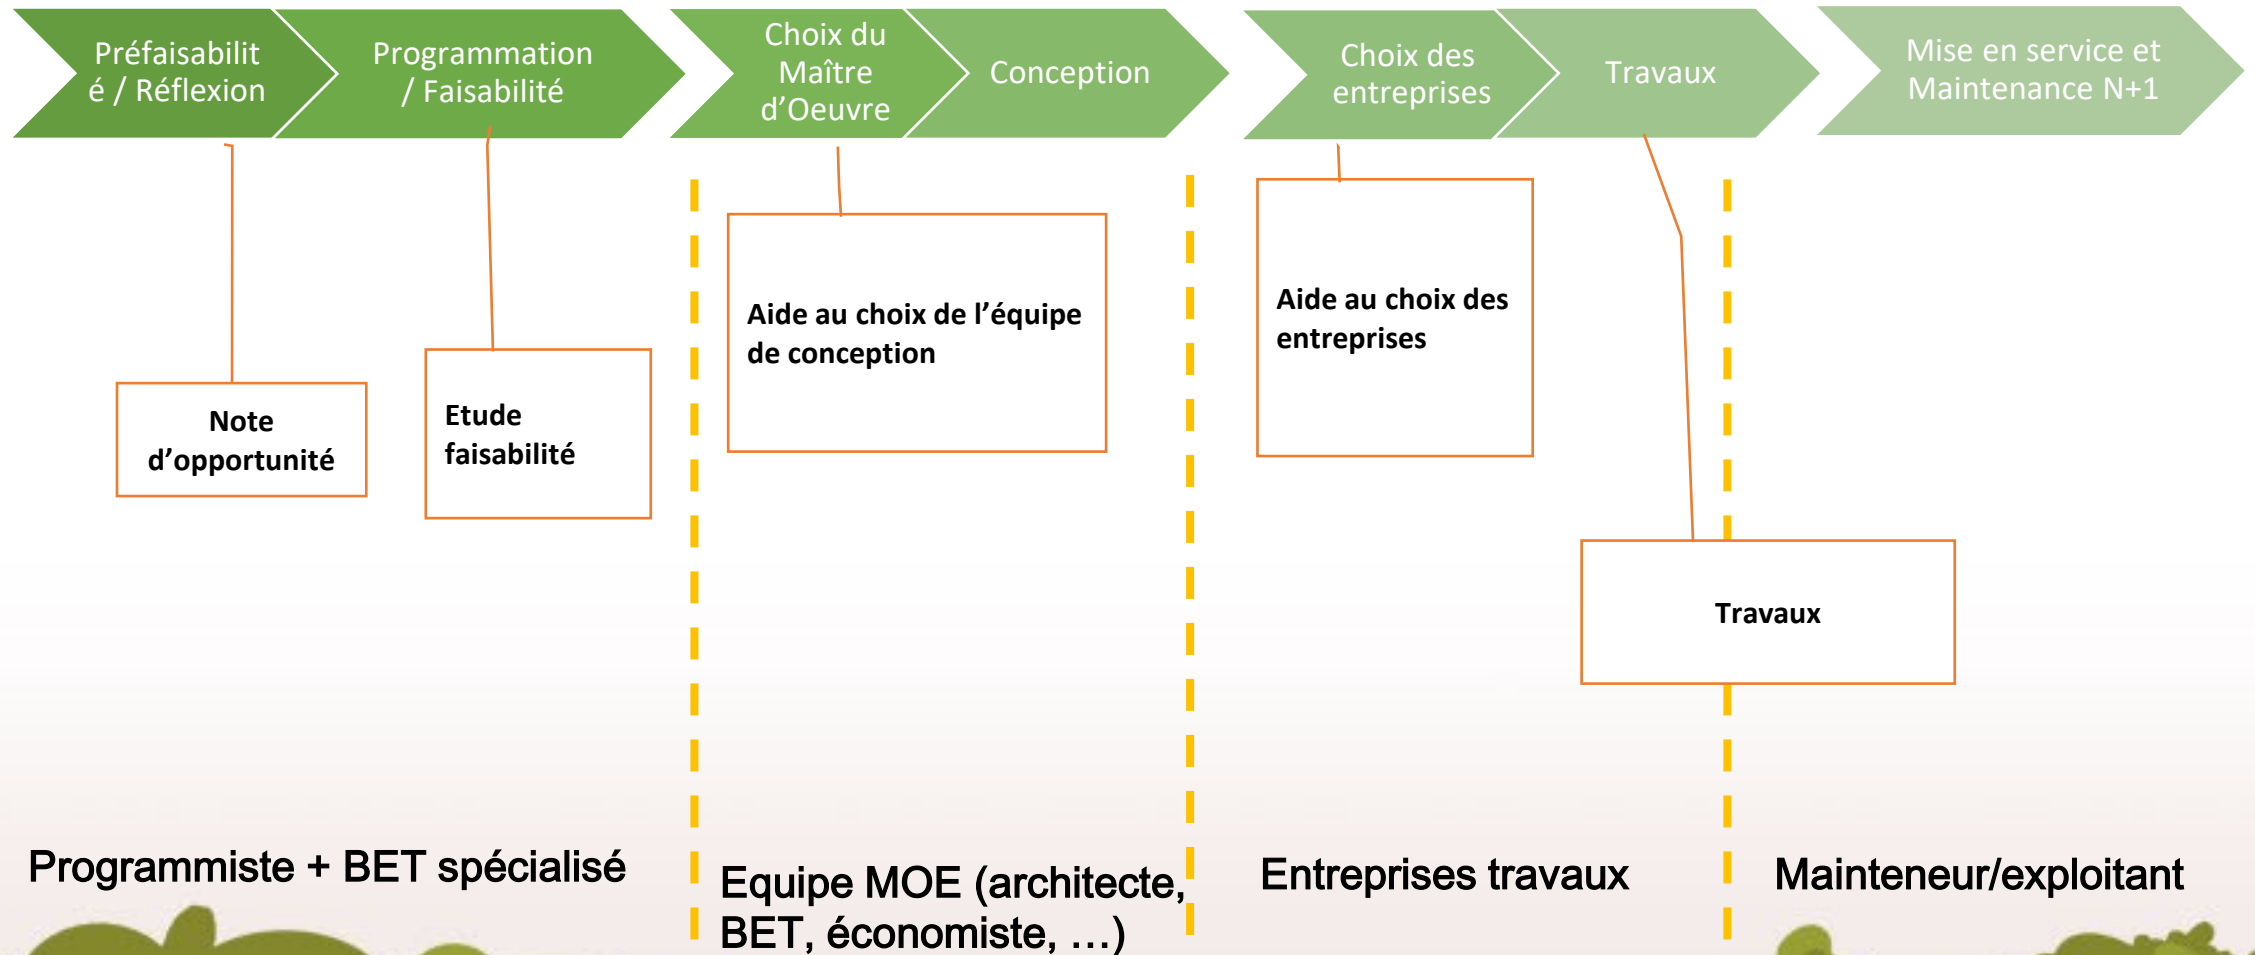 Préfaisabilit
é / Réflexion
Programmation
/ Faisabilité
Choix du
Maître
d'Oeuvre
Conception
Choix des
entreprises
Travaux
Mise en service et
Maintenance N+1
Note
d'opportunité
Etude
faisabilité
Aide au choix de l'équipe
de conception
Aide au choix des
entreprises
Travaux
Programmiste + BET spécialisé
Equipe MOE (architecte,
BET, économiste, …)
Entreprises travaux
Mainteneur/exploitant